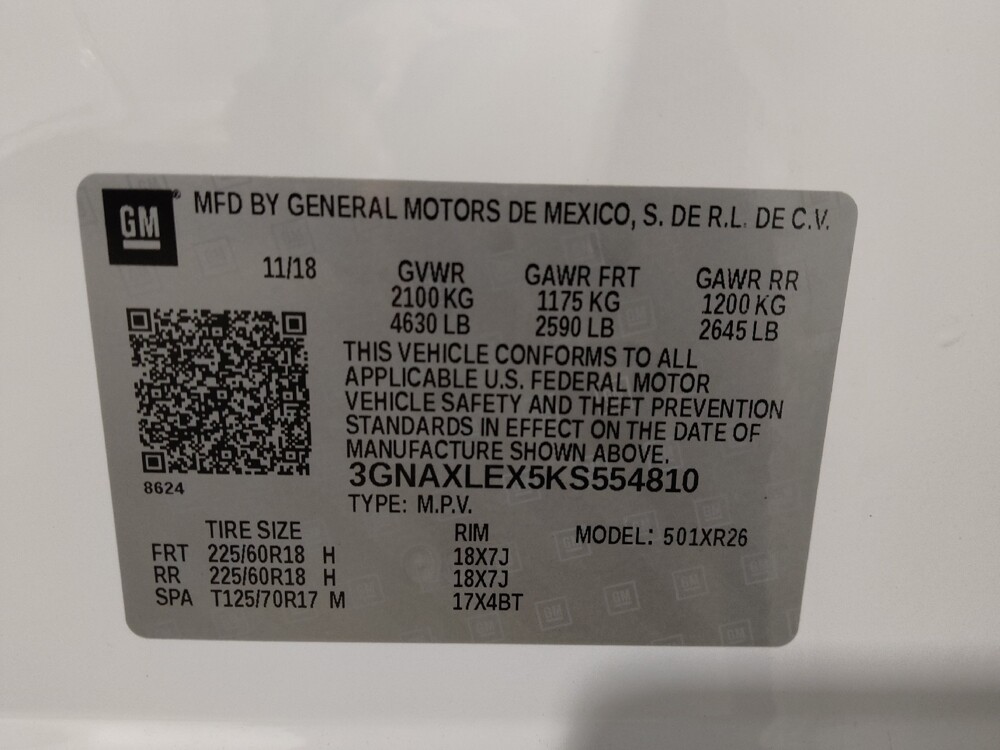 GM
MFD BY GENERAL MOTORS DE MEXICO, S. DE R.L. DE C.V.
11/18 GVWR GAWR FRT GAWR RR
2100 KG 1175 KG 1200 KG
4630 LB 2590 LB 2645 LB
THIS VEHICLE CONFORMS TO ALL
APPLICABLE U.S. FEDERAL MOTOR
VEHICLE SAFETY AND THEFT PREVENTION
STANDARDS IN EFFECT ON THE DATE OF
MANUFACTURE SHOWN ABOVE.
8624
3GNAXLEX5KS554810
TYPE: M.P.V.
TIRE SIZE RIM MODEL: 501XR26
FRT 225/60R18 H 18X7J
RR 225/60R18 H 18X7J
SPA T125/70R17 M 17X4BT